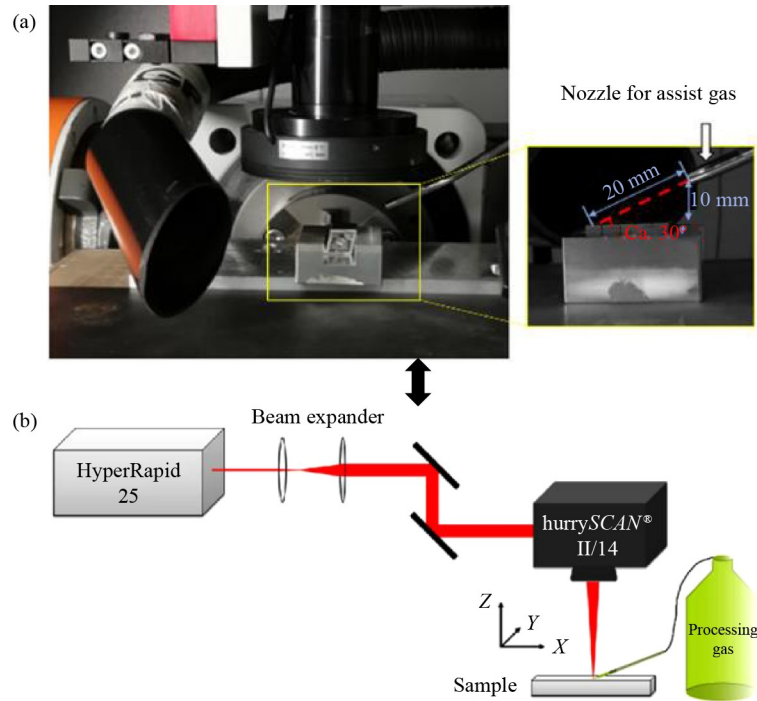 (a)
Nozzle for assist gas
20 mm
10 mm
Ca. 30°
(b)
Beam expander
HyperRapid
25
hurrySCAN®
II/14
Z
Y
X
Processing
gas
Sample